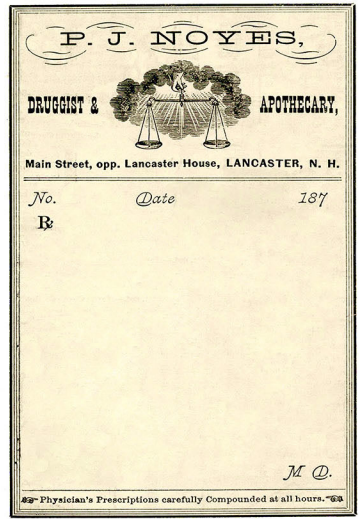 P. J. NOYES,
DRUGGIST & APOTHECARY,
Main Street, opp. Lancaster House, LANCASTER, N. H.
No. Date 187
℞
M D.
Physician's Prescriptions carefully Compounded at all hours.